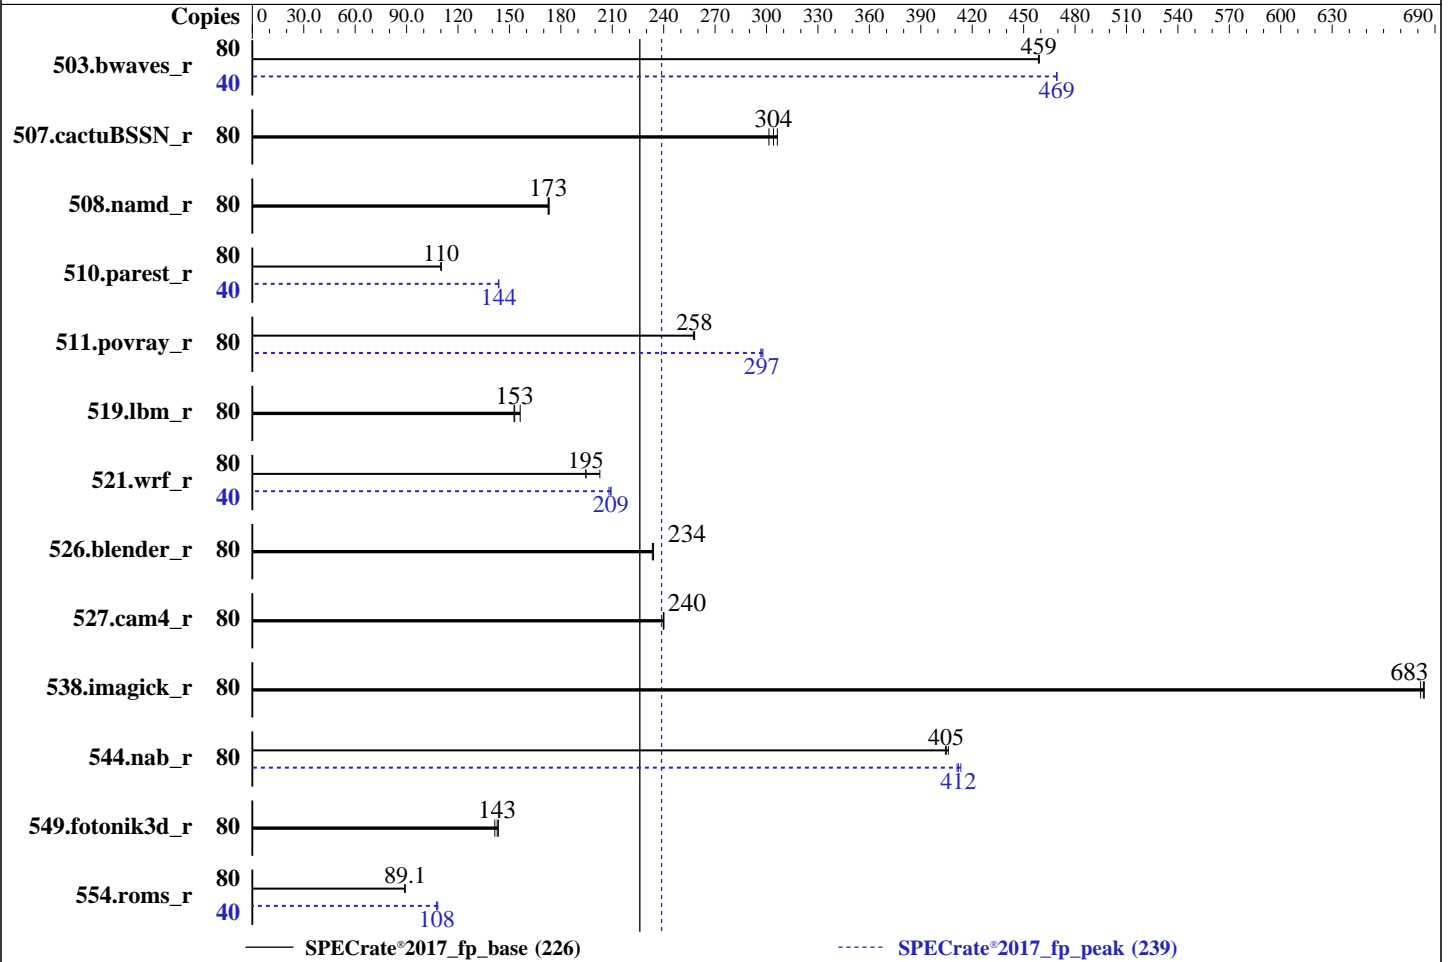 Copies 0 30.0 60.0 90.0 120 150 180 210 240 270 300 330 360 390 420 450 480 510 540 570 600 630 690
503.bwaves_r 80 459
40 469
507.cactuBSSN_r 80 304
508.namd_r 80 173
510.parest_r 80 110
40 144
511.povray_r 80 258
297
519.lbm_r 80 153
521.wrf_r 80 195
40 209
526.blender_r 80 234
527.cam4_r 80 240
538.imagick_r 80 683
544.nab_r 80 405
412
549.fotonik3d_r 80 143
554.roms_r 80 89.1
40 108
SPECrate®2017_fp_base (226) SPECrate®2017_fp_peak (239)